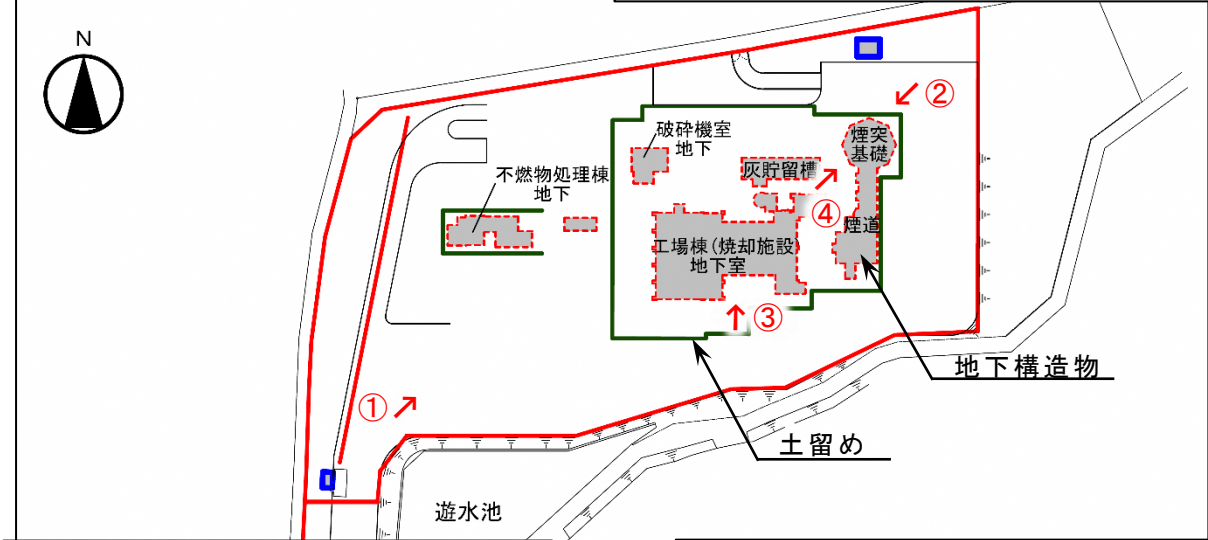 N
②
破砕機室
地下
煙突
基礎
不燃物処理棟
地下
灰貯留槽
④
煙道
工場棟(焼却施設)
地下室
③
地下構造物
①
土留め
遊水池